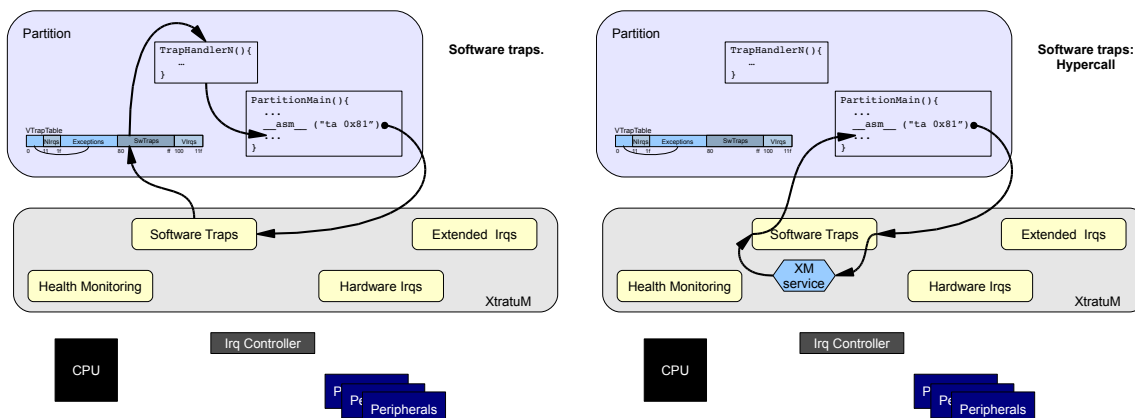 Partition
Software traps.
TrapHandlerN(){
…
}
PartitionMain(){
...
__asm__ ("ta 0x81")
...
}
VTrapTable
NIrqs Exceptions SwTraps VIrqs
0 11 1f 80 ff 100 11f
Software Traps
Extended Irqs
Health Monitoring
Hardware Irqs
XtratuM
Irq Controller
CPU
P
Pe
Peripherals
Partition
Software traps:
Hypercall
TrapHandlerN(){
…
}
PartitionMain(){
...
__asm__ ("ta 0x81")
...
}
VTrapTable
NIrqs Exceptions SwTraps VIrqs
0 11 1f 80 ff 100 11f
Software Traps
Extended Irqs
XM
service
Health Monitoring
Hardware Irqs
XtratuM
Irq Controller
CPU
P
Pe
Peripherals